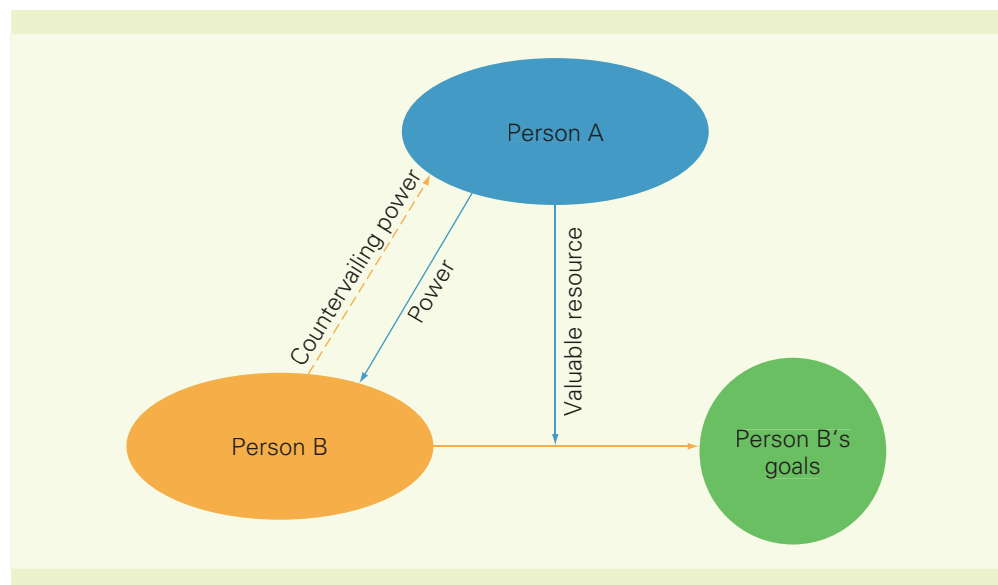 Person A
Countervailing power
Power
Valuable resource
Person B
Person B‘s
goals